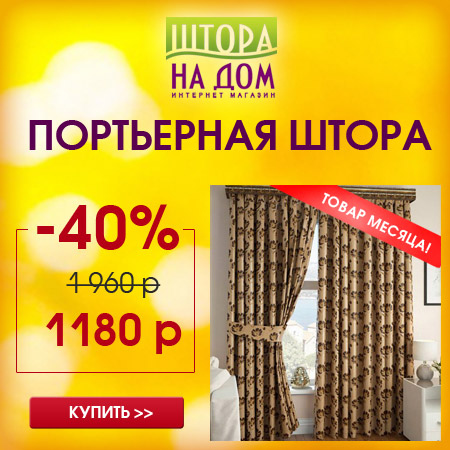 ШТОРА
НА ДОМ
ИНТЕРНЕТ МАГАЗИН
ПОРТЬЕРНАЯ ШТОРА
ТОВАР МЕСЯЦА!
-40%
1 960 р
1180 р
КУПИТЬ >>